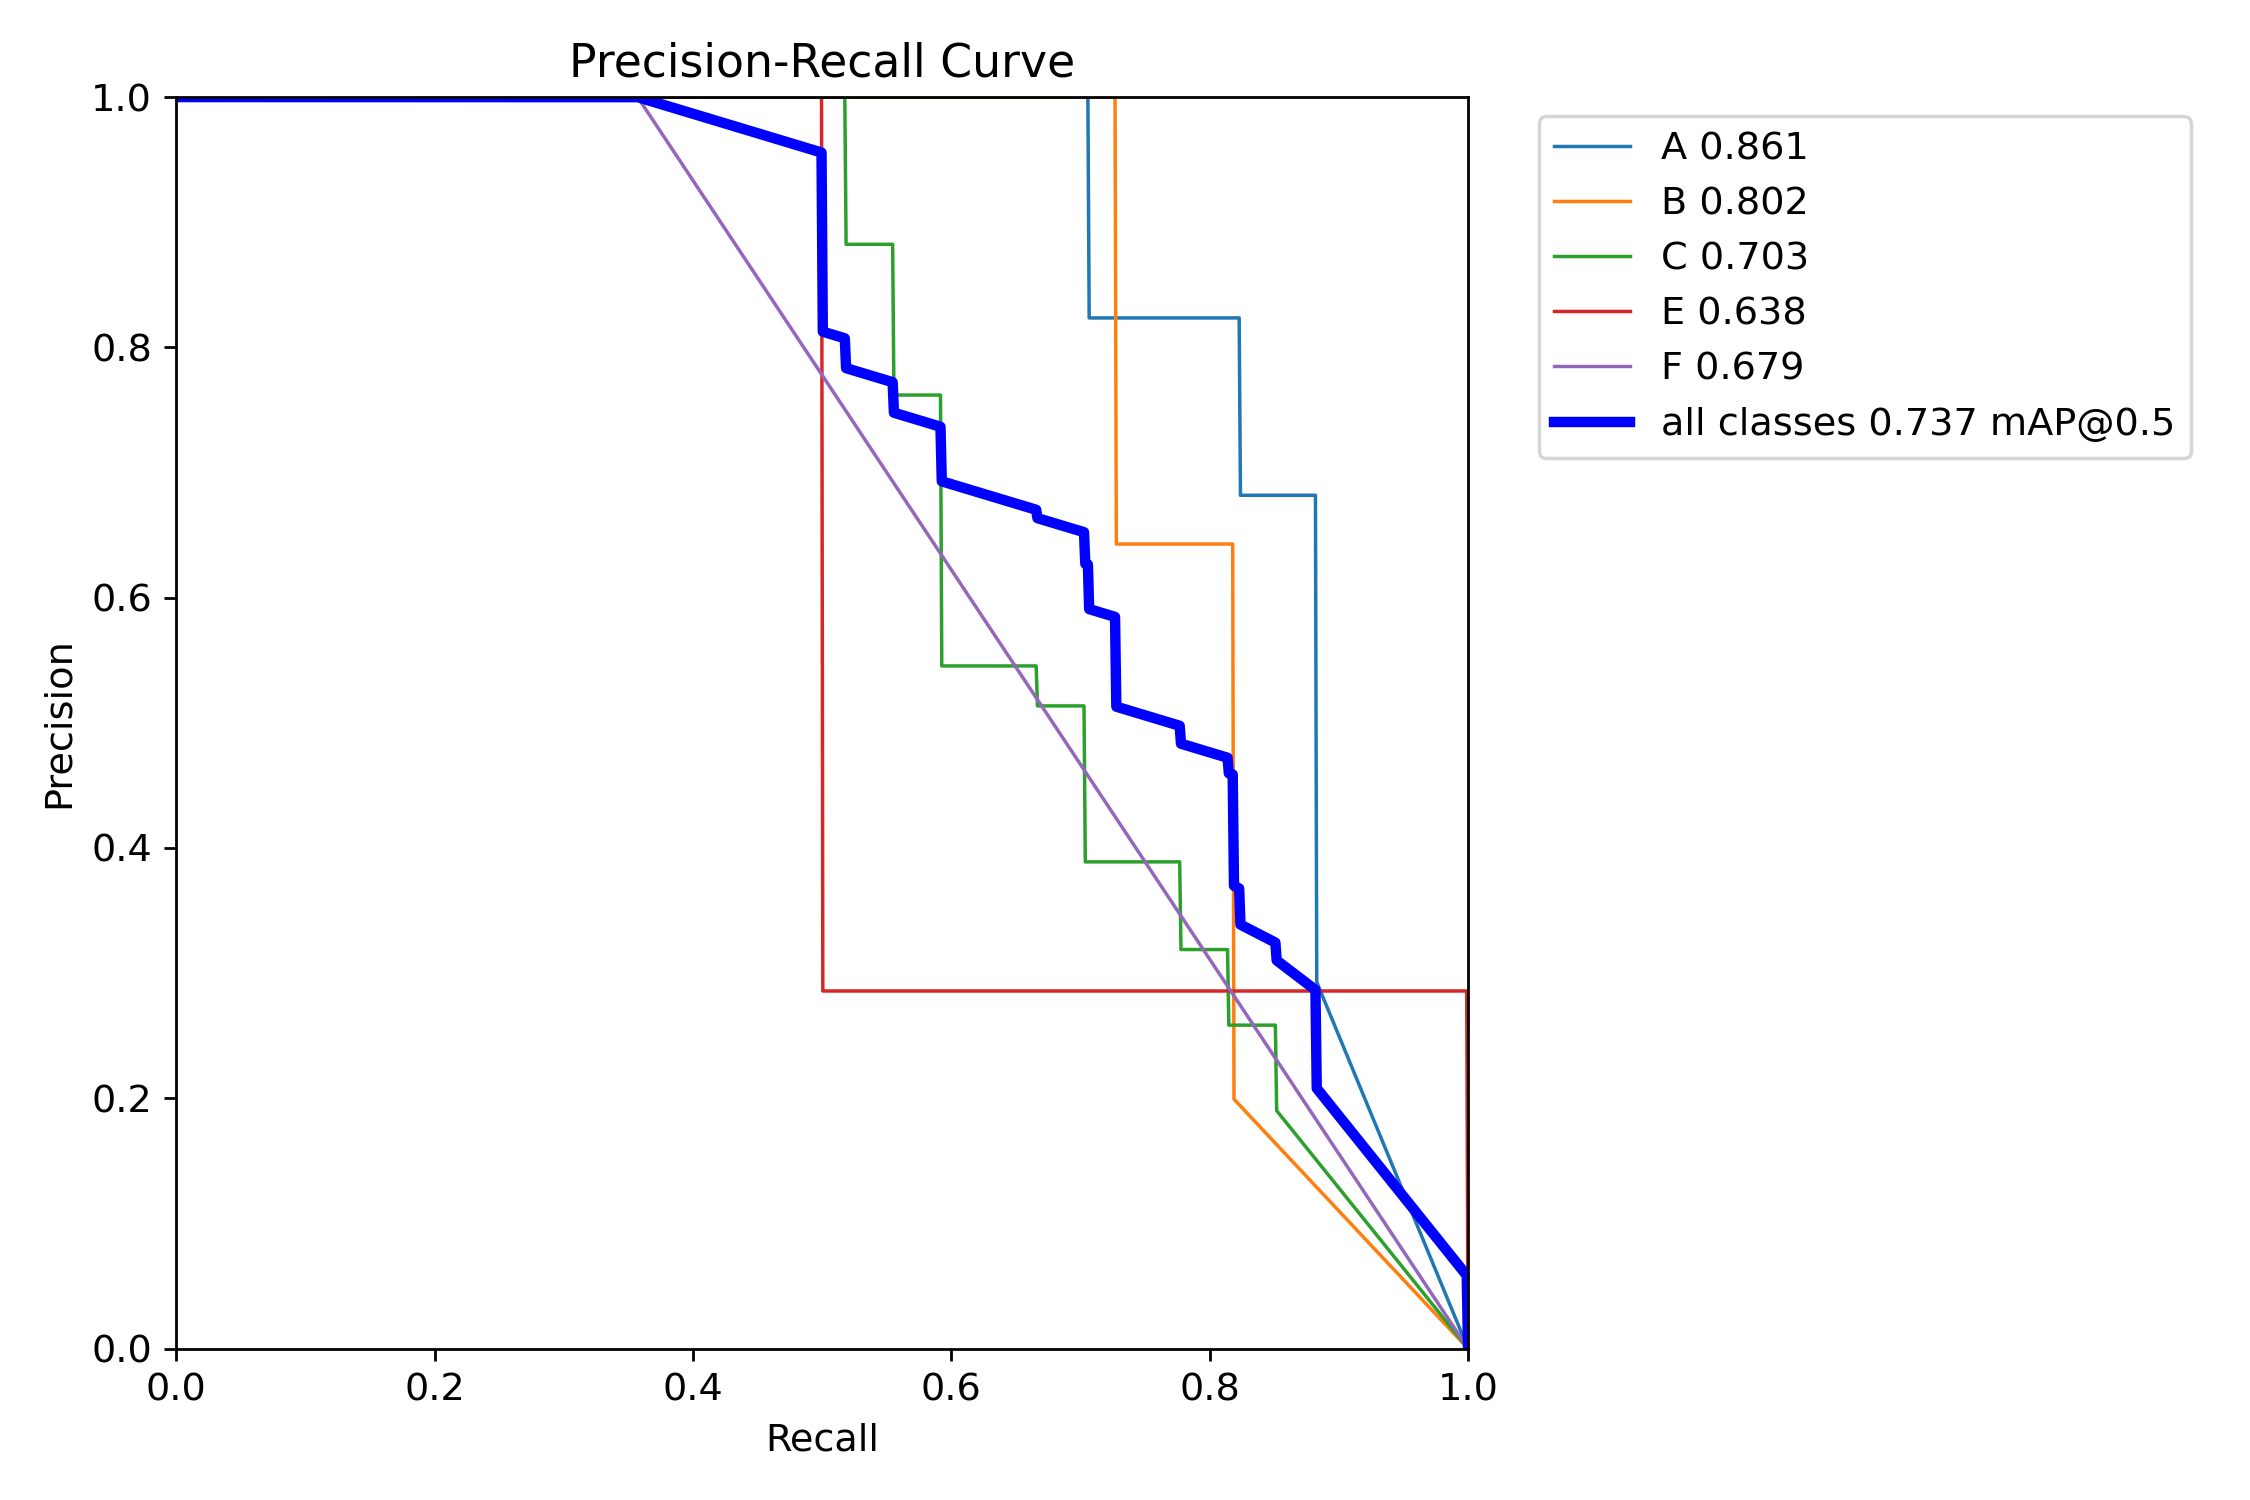 Precision-Recall Curve
1.0
0.8
0.6
0.4
0.2
0.0
Precision
0.0 0.2 0.4 0.6 0.8 1.0
Recall
A 0.861
B 0.802
C 0.703
E 0.638
F 0.679
all classes 0.737 mAP@0.5